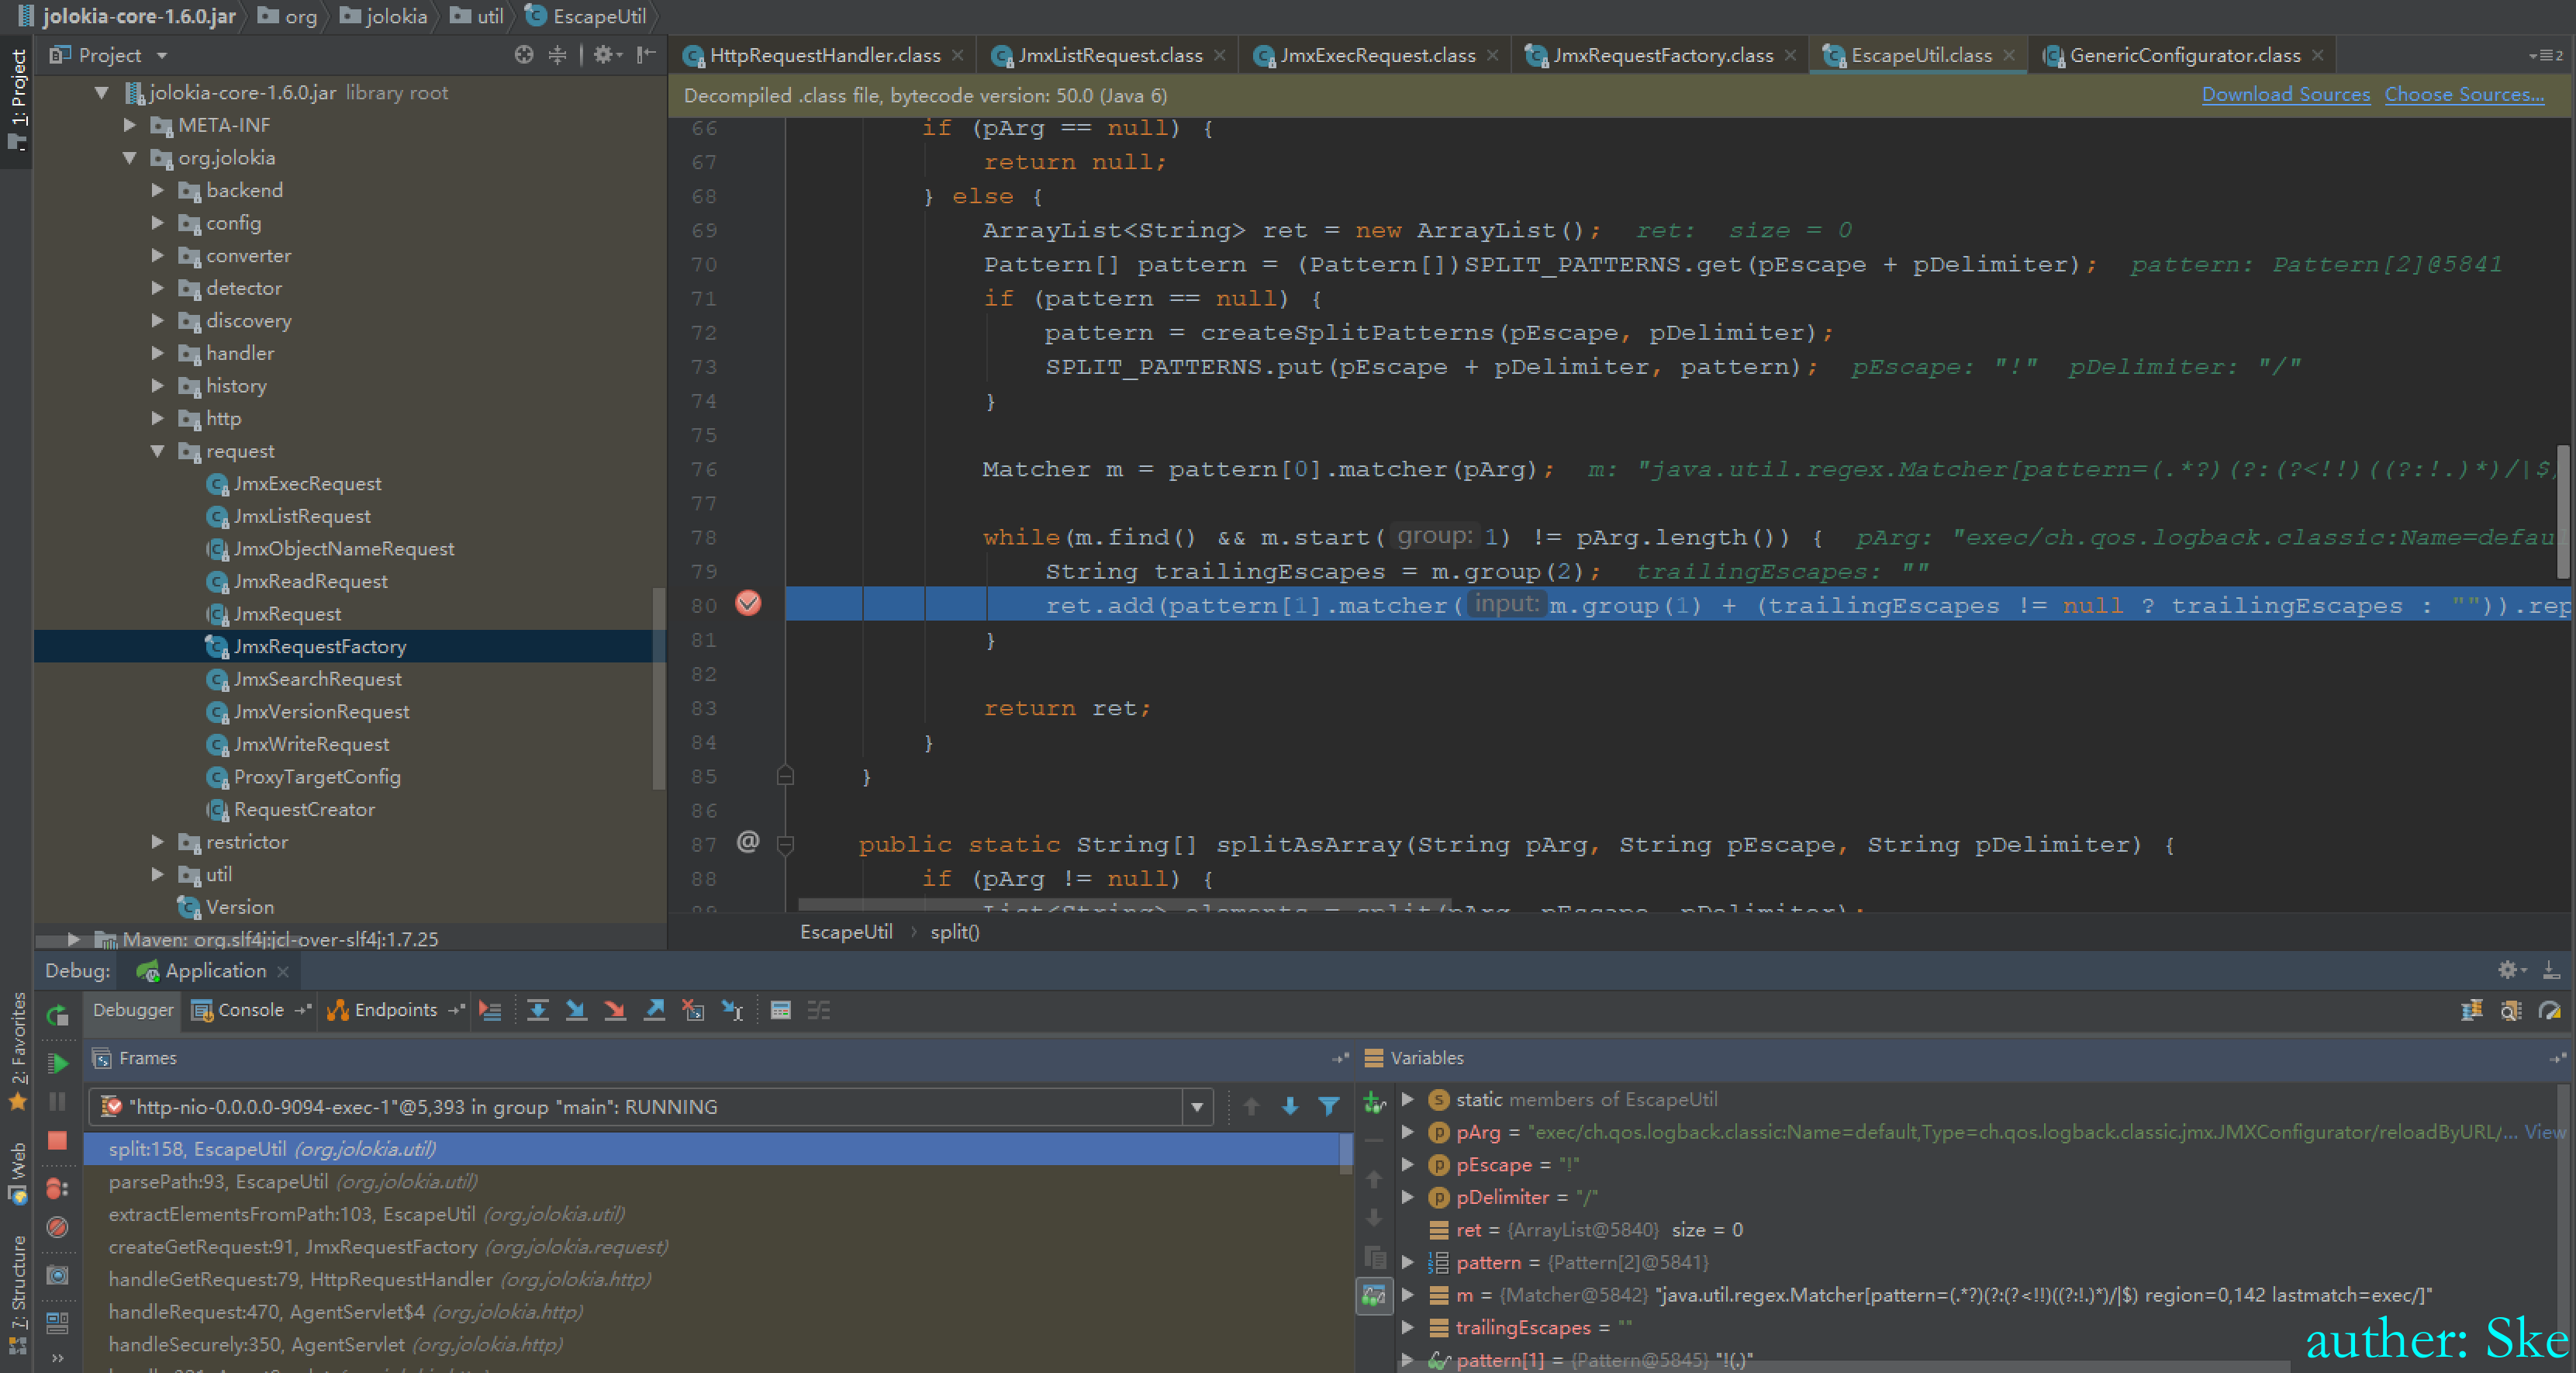 jolokia-core-1.6.0.jar org jolokia util EscapeUtil
1: Project
2: Favorites
Web
7: Structure
Project
jolokia-core-1.6.0.jar library root
META-INF
org.jolokia
backend
config
converter
detector
discovery
handler
history
http
request
JmxExecRequest
JmxListRequest
JmxObjectNameRequest
JmxReadRequest
JmxRequest
JmxRequestFactory
JmxSearchRequest
JmxVersionRequest
JmxWriteRequest
ProxyTargetConfig
RequestCreator
restrictor
util
Version
Maven: org.slf4j:jcl-over-slf4j:1.7.25
HttpRequestHandler.class JmxListRequest.class JmxExecRequest.class JmxRequestFactory.class EscapeUtil.class GenericConfigurator.class 2
Decompiled .class file, bytecode version: 50.0 (Java 6) Download Sources Choose Sources...
66 if (pArg == null) {
67 return null;
68 } else {
69 ArrayList<String> ret = new ArrayList(); ret: size = 0
70 Pattern[] pattern = (Pattern[])SPLIT_PATTERNS.get(pEscape + pDelimiter); pattern: Pattern[2]@5841
71 if (pattern == null) {
72 pattern = createSplitPatterns(pEscape, pDelimiter);
73 SPLIT_PATTERNS.put(pEscape + pDelimiter, pattern); pEscape: "!" pDelimiter: "/"
74 }
75
76 Matcher m = pattern[0].matcher(pArg); m: "java.util.regex.Matcher[pattern=(.*?)(?:(?<!!)((?:!.)*)/|$)
77
78 while(m.find() && m.start( group: 1) != pArg.length()) { pArg: "exec/ch.qos.logback.classic:Name=defau
79 String trailingEscapes = m.group(2); trailingEscapes: ""
80 ret.add(pattern[1].matcher( input: m.group(1) + (trailingEscapes != null ? trailingEscapes : "")).rep
81 }
82
83 return ret;
84 }
85 }
86
87 @ public static String[] splitAsArray(String pArg, String pEscape, String pDelimiter) {
88 if (pArg != null) {
89 List<String> elements = split(pArg, pEscape, pDelimiter);
EscapeUtil split()
Debug: Application
Debugger Console Endpoints
Frames
"http-nio-0.0.0.0-9094-exec-1"@5,393 in group "main": RUNNING
split:158, EscapeUtil (org.jolokia.util)
parsePath:93, EscapeUtil (org.jolokia.util)
extractElementsFromPath:103, EscapeUtil (org.jolokia.util)
createGetRequest:91, JmxRequestFactory (org.jolokia.request)
handleGetRequest:79, HttpRequestHandler (org.jolokia.http)
handleRequest:470, AgentServlet$4 (org.jolokia.http)
handleSecurely:350, AgentServlet (org.jolokia.http)
Variables
static members of EscapeUtil
pArg = "exec/ch.qos.logback.classic:Name=default,Type=ch.qos.logback.classic.jmx.JMXConfigurator/reloadByURL/... View
pEscape = "!"
pDelimiter = "/"
ret = {ArrayList@5840} size = 0
pattern = {Pattern[2]@5841}
m = {Matcher@5842} "java.util.regex.Matcher[pattern=(.*?)(?:(?<!!)((?:!.)*)/|$) region=0,142 lastmatch=exec/]"
trailingEscapes = ""
pattern[1] = {Pattern@5845} "!(.)"
auther: Ske